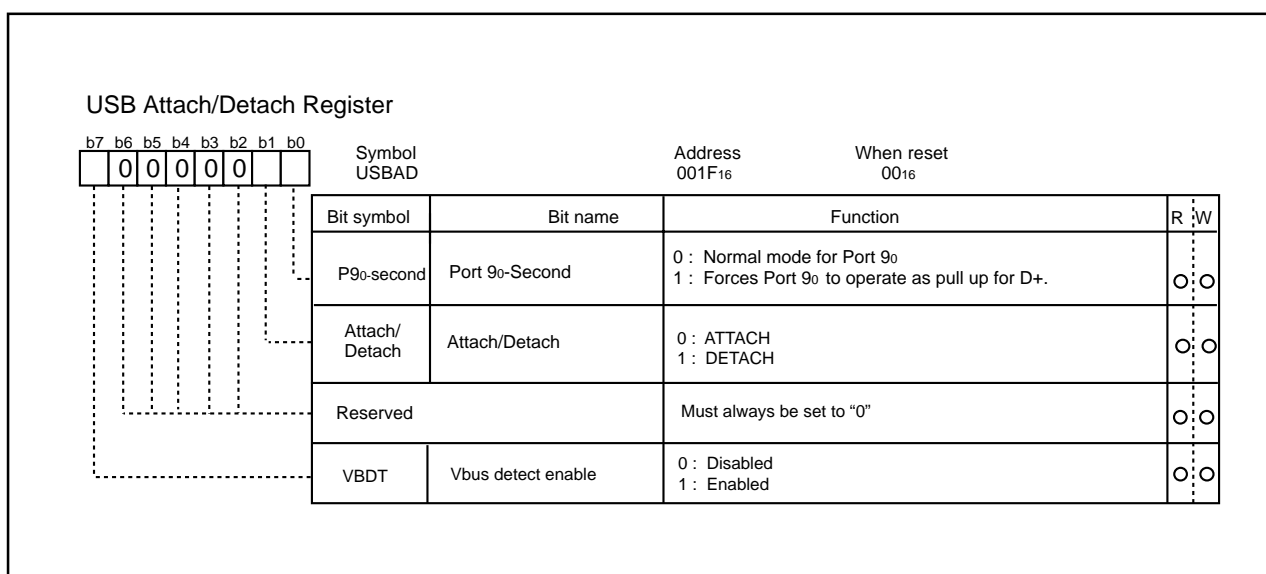 USB Attach/Detach Register
b7 b6 b5 b4 b3 b2 b1 b0
0 0 0 0 0
Symbol Address When reset
USBAD 001F16 0016
Bit symbol Bit name Function R W
P90-second Port 90-Second 0 : Normal mode for Port 90
1 : Forces Port 90 to operate as pull up for D+.
Attach/
Detach Attach/Detach 0 : ATTACH
1 : DETACH
Reserved Must always be set to “0”
VBDT Vbus detect enable 0 : Disabled
1 : Enabled